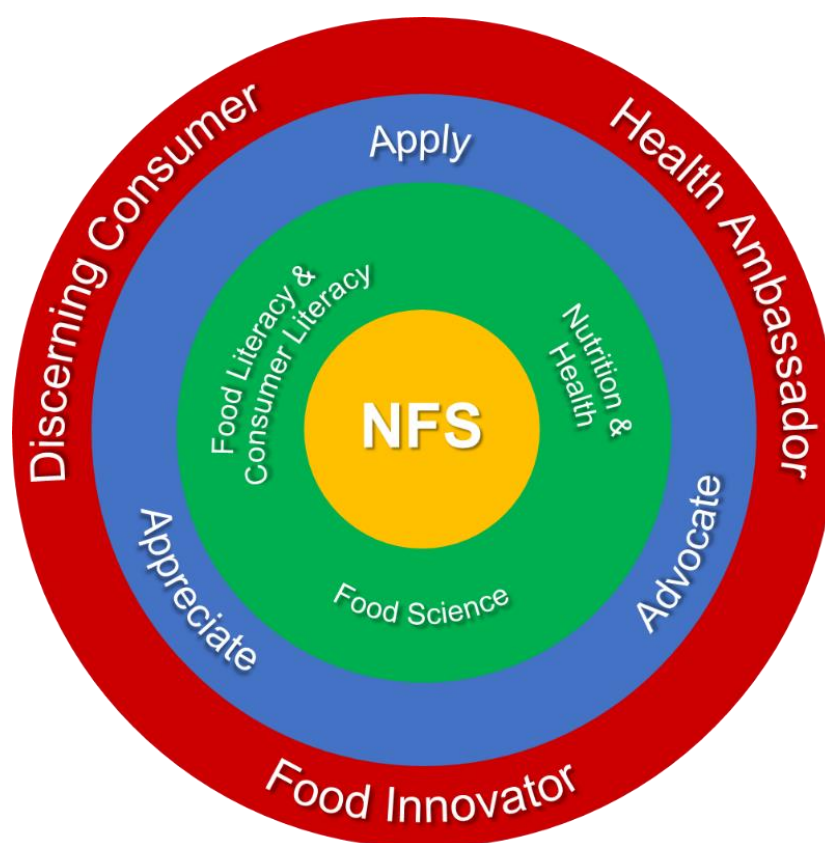 Discerning Consumer
Health Ambassador
Food Innovator
Apply
Advocate
Appreciate
Food Literacy &
Consumer Literacy
Nutrition &
Health
Food Science
NFS